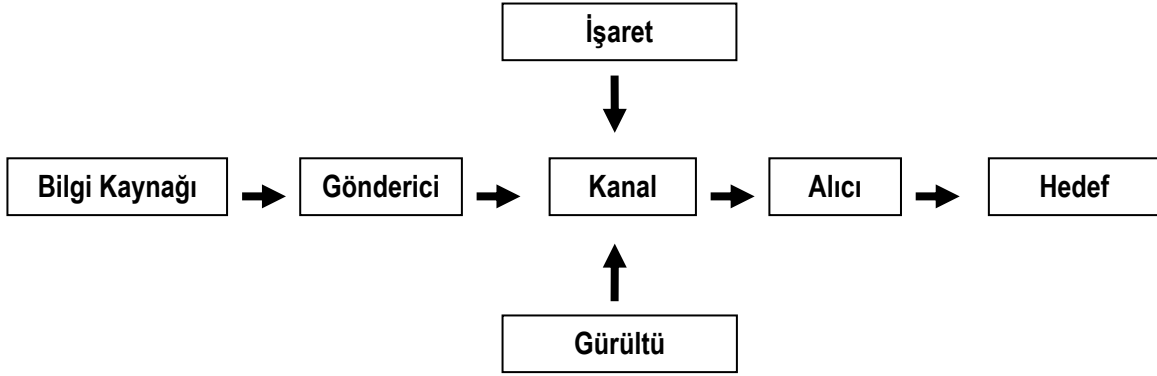 İşaret
Bilgi Kaynağı
Gönderici
Kanal
Alıcı
Hedef
Gürültü